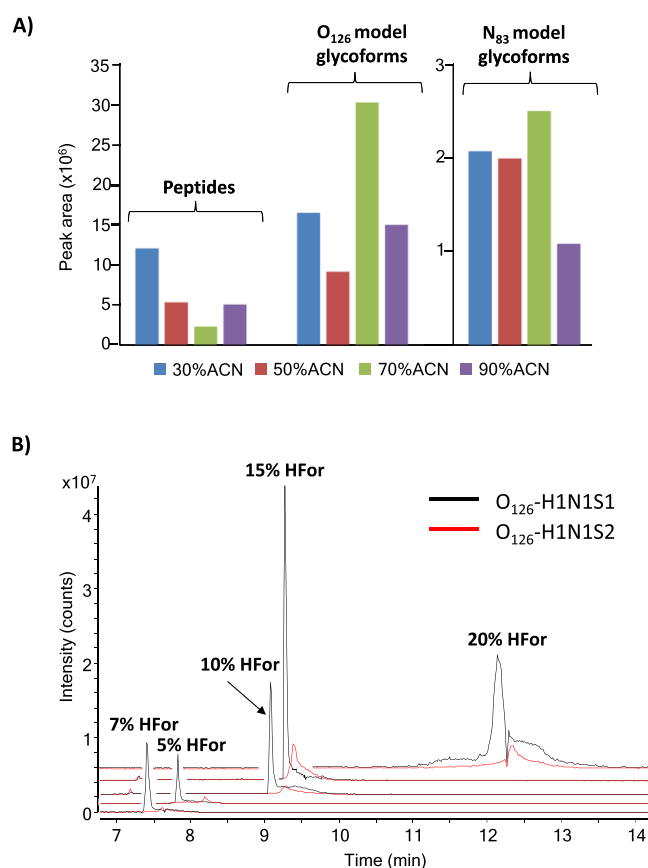 A)
O₁₂₆ model
glycoforms
N₈₃ model
glycoforms
Peptides
Peak area (x10⁶)
35
30
25
20
15
10
5
0
3
2
1
30%ACN 50%ACN 70%ACN 90%ACN
B)
15% HFor
x10⁷
O₁₂₆-H1N1S1
O₁₂₆-H1N1S2
20% HFor
10% HFor
7% HFor
5% HFor
Intensity (counts)
4
3
2
1
0
7 8 9 10 11 12 13 14
Time (min)